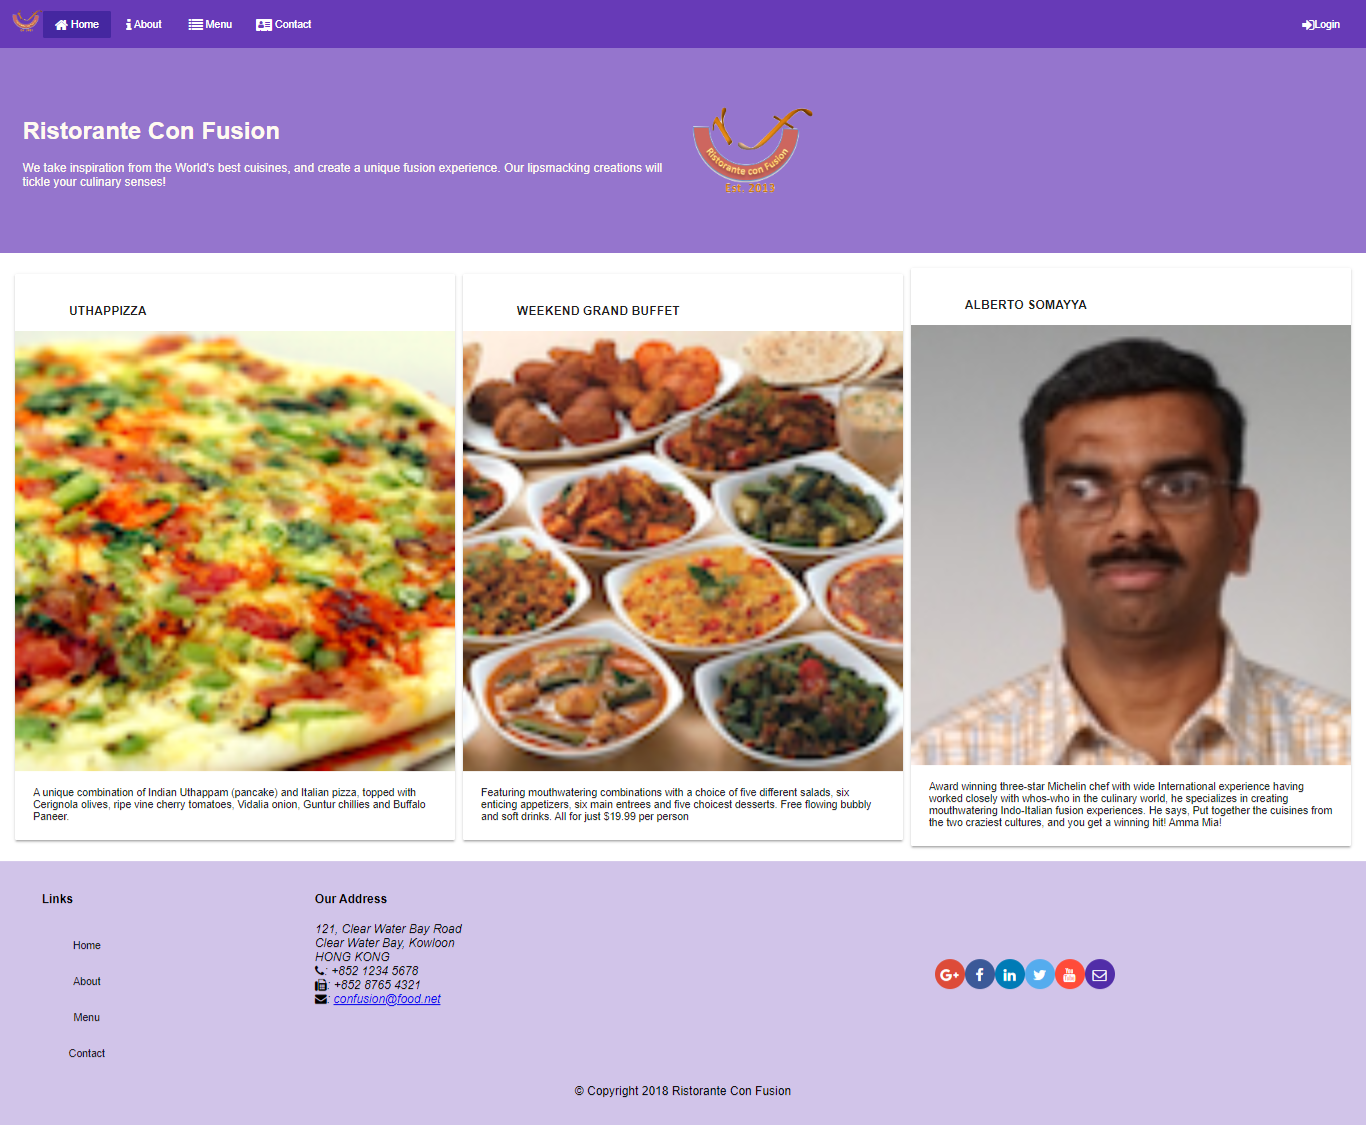 Home
About
Menu
Contact
Login
Ristorante Con Fusion
We take inspiration from the World's best cuisines, and create a unique fusion experience. Our lipsmacking creations will
tickle your culinary senses!
Ristorante con Fusion
Est. 2013
UTHAPPIZZA
A unique combination of Indian Uthappam (pancake) and Italian pizza, topped with
Cerignola olives, ripe vine cherry tomatoes, Vidalia onion, Guntur chillies and Buffalo
Paneer.
WEEKEND GRAND BUFFET
Featuring mouthwatering combinations with a choice of five different salads, six
enticing appetizers, six main entrees and five choicest desserts. Free flowing bubbly
and soft drinks. All for just $19.99 per person
ALBERTO SOMAYYA
Award winning three-star Michelin chef with wide International experience having
worked closely with whos-who in the culinary world, he specializes in creating
mouthwatering Indo-Italian fusion experiences. He says, Put together the cuisines from
the two craziest cultures, and you get a winning hit! Amma Mia!
Links
Home
About
Menu
Contact
Our Address
121, Clear Water Bay Road
Clear Water Bay, Kowloon
HONG KONG
: +852 1234 5678
: +852 8765 4321
: confusion@food.net
© Copyright 2018 Ristorante Con Fusion